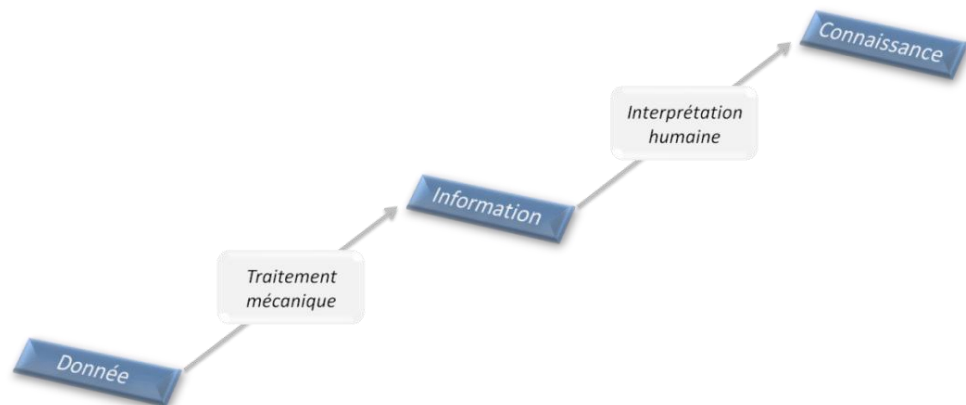 Connaissance
Interprétation
humaine
Information
Traitement
mécanique
Donnée